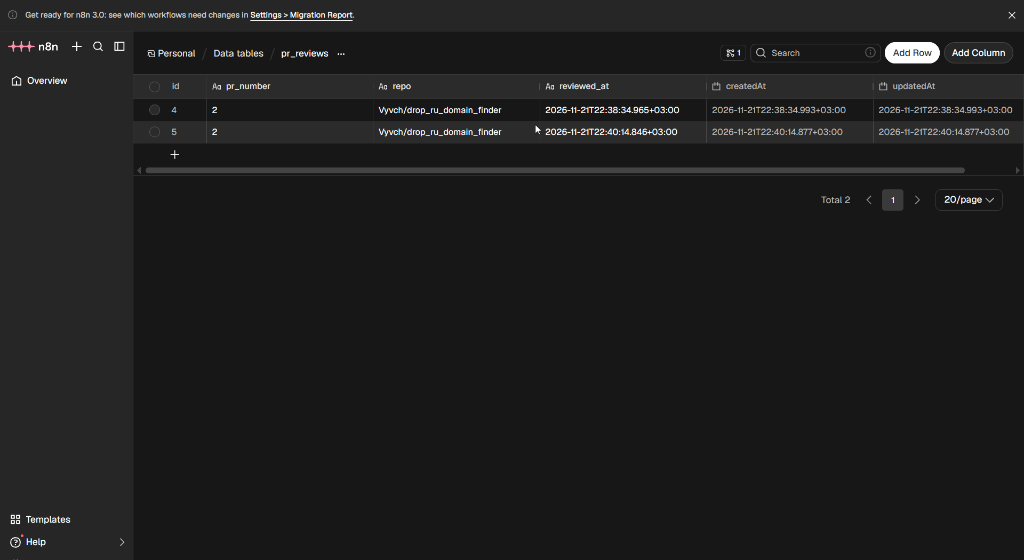 Get ready for n8n 3.0: see which workflows need changes in Settings > Migration Report.
n8n
Overview
Personal / Data tables / pr_reviews ...
1
Search
Add Row
Add Column
id Aa pr_number Aa repo Aa reviewed_at createdAt updatedAt
4 2 Vyvch/drop_ru_domain_finder 2026-11-21T22:38:34.965+03:00 2026-11-21T22:38:34.993+03:00 2026-11-21T22:38:34.993+03:00
5 2 Vyvch/drop_ru_domain_finder 2026-11-21T22:40:14.846+03:00 2026-11-21T22:40:14.877+03:00 2026-11-21T22:40:14.877+03:00
Total 2 1 20/page
Templates
Help